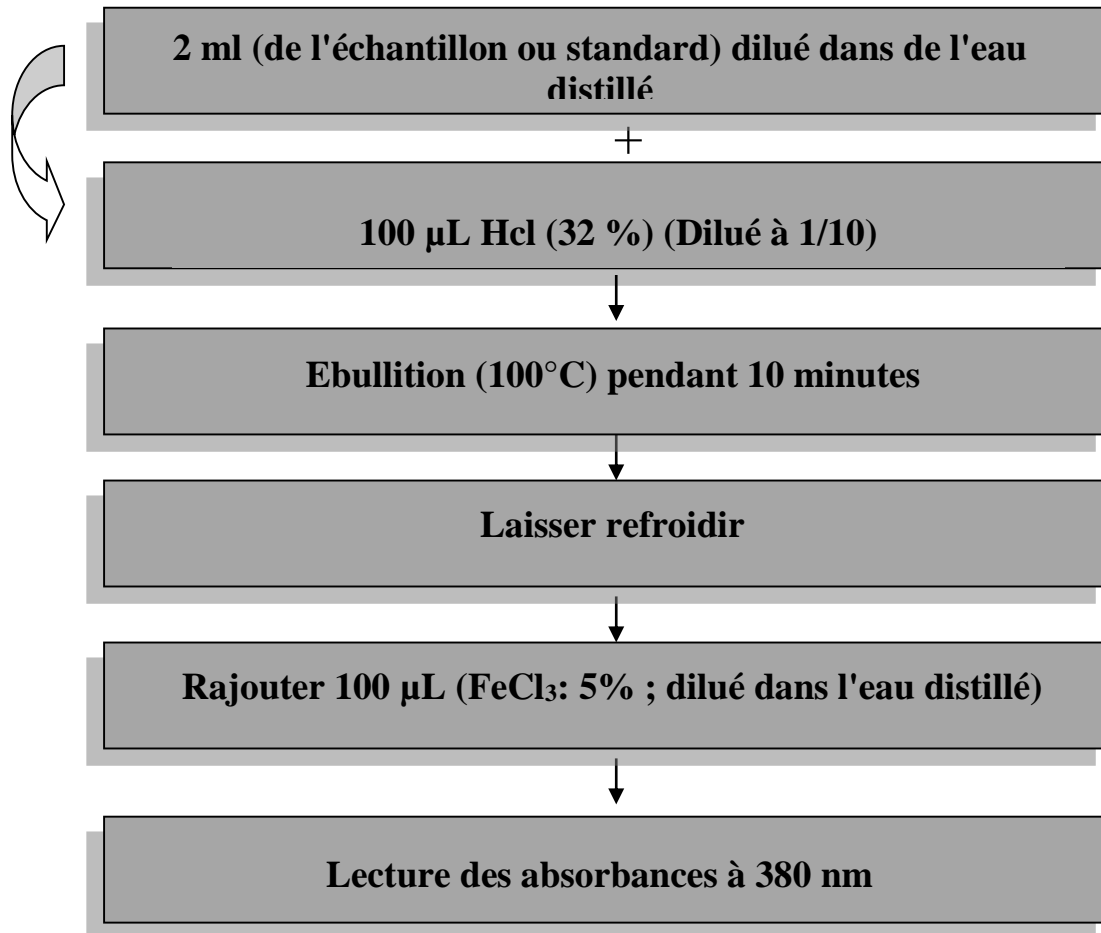 2 ml (de l'échantillon ou standard) dilué dans de l'eau
distillé
+
100 µL Hcl (32 %) (Dilué à 1/10)
Ebullition (100°C) pendant 10 minutes
Laisser refroidir
Rajouter 100 µL (FeCl₃: 5% ; dilué dans l'eau distillé)
Lecture des absorbances à 380 nm